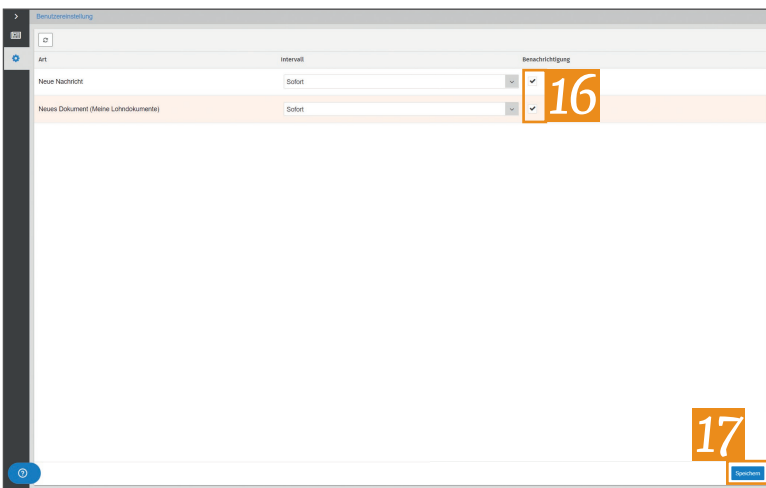 Benutzereinstellung
Art Intervall Benachrichtigung
Neue Nachricht Sofort 16
Neues Dokument (Meine Lohndokumente) Sofort
17
Speichern